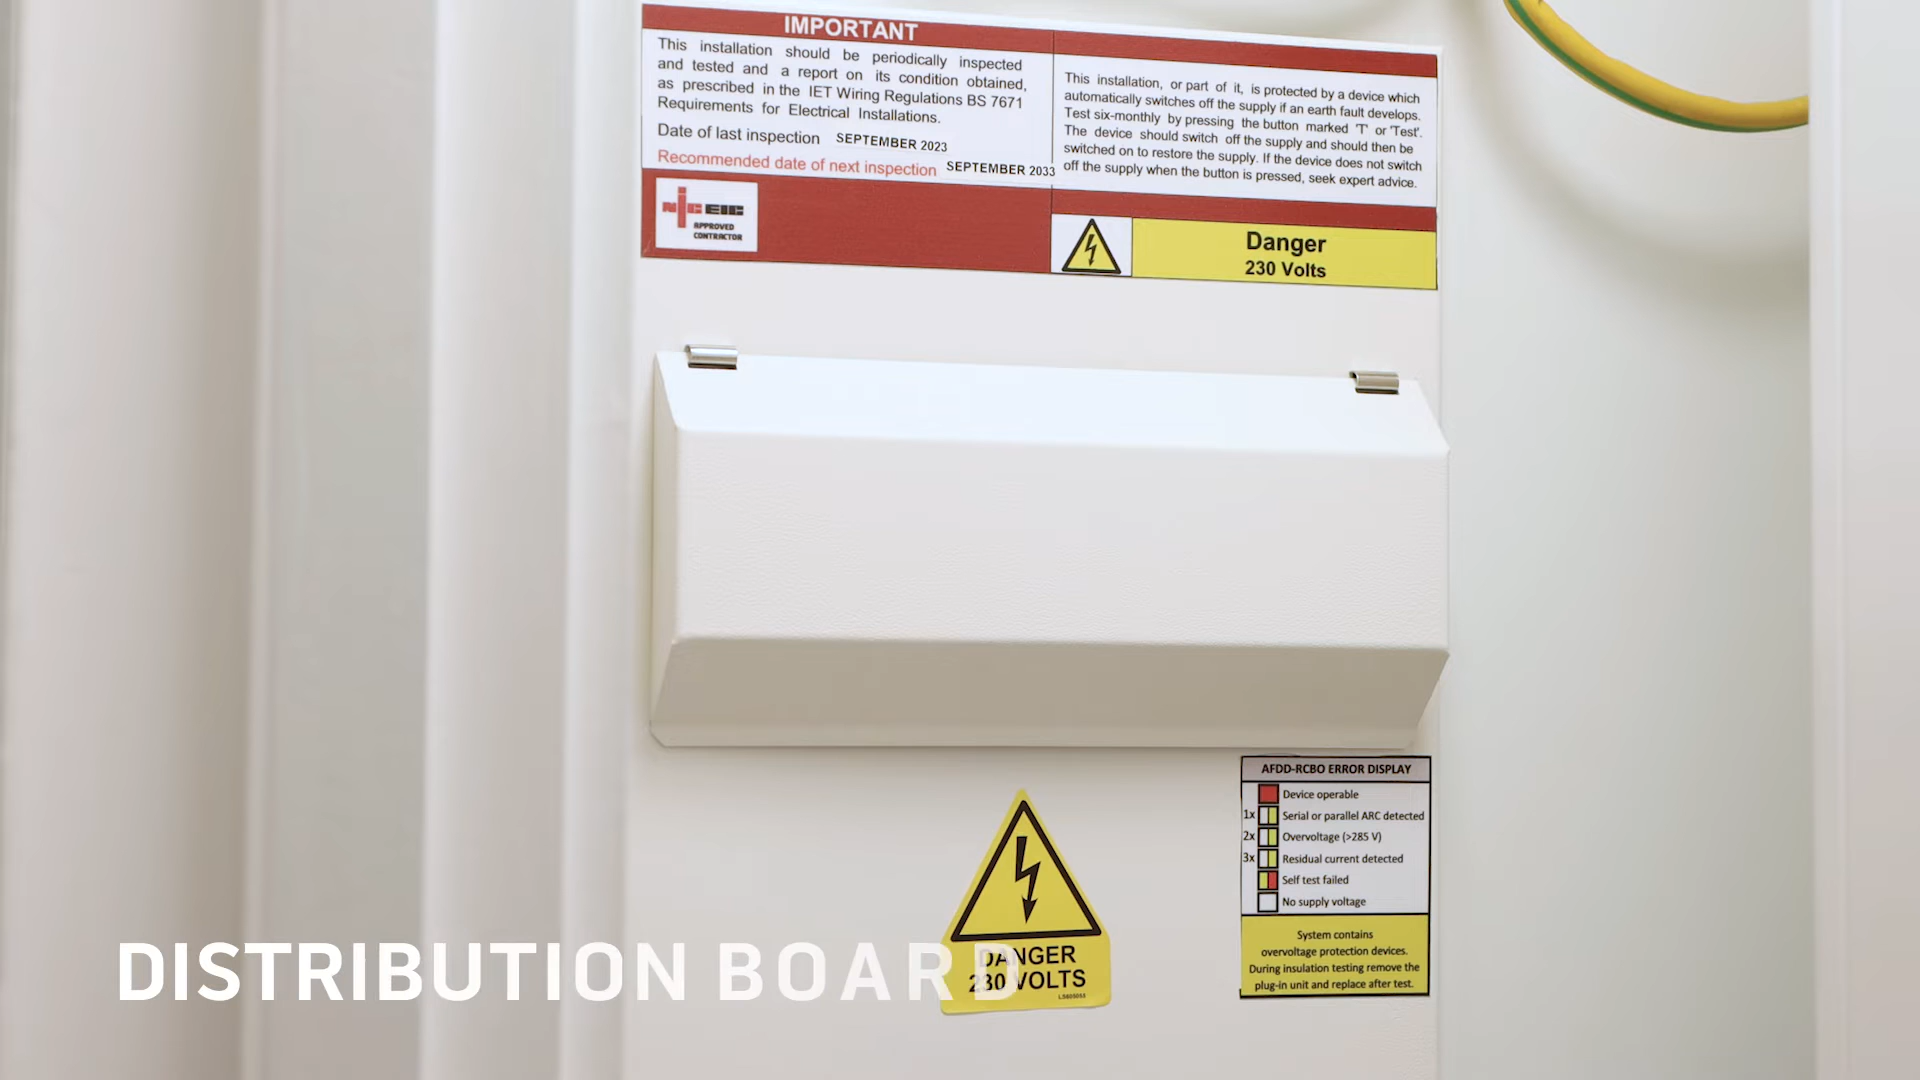 IMPORTANT
This installation should be periodically inspected
and tested and a report on its condition obtained,
as prescribed in the IET Wiring Regulations BS 7671
Requirements for Electrical Installations.
Date of last inspection SEPTEMBER 2023
Recommended date of next inspection SEPTEMBER 2033
NICEIC
APPROVED
CONTRACTOR
This installation, or part of it, is protected by a device which
automatically switches off the supply if an earth fault develops.
Test six-monthly by pressing the button marked 'T' or 'Test'.
The device should switch off the supply and should then be
switched on to restore the supply. If the device does not switch
off the supply when the button is pressed, seek expert advice.
Danger
230 Volts
AFDD-RCBO ERROR DISPLAY
Device operable
1x Serial or parallel ARC detected
2x Overvoltage (>285 V)
3x Residual current detected
Self test failed
No supply voltage
System contains
overvoltage protection devices.
During insulation testing remove the
plug-in unit and replace after test.
DANGER
230 VOLTS
DISTRIBUTION BOARD